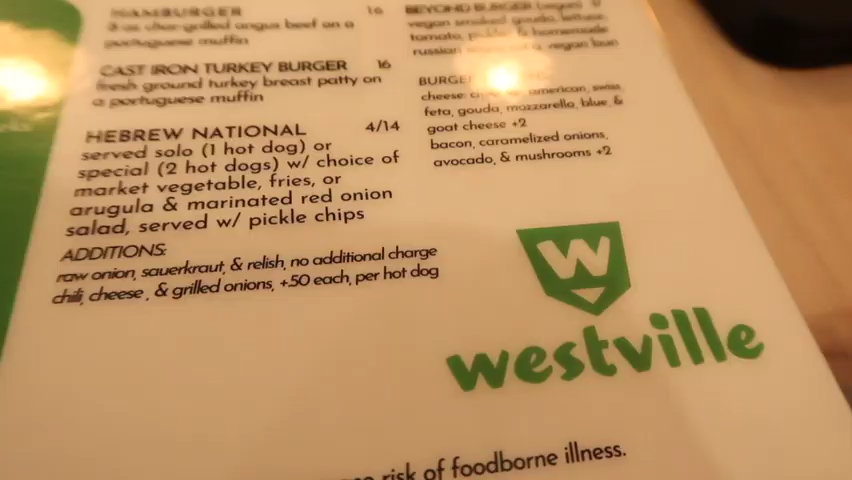 HAMBURGER 16
8 oz char-grilled angus beef on a
portuguese muffin
CAST IRON TURKEY BURGER 16
fresh ground turkey breast patty on
a portuguese muffin
HEBREW NATIONAL 4/14
served solo (1 hot dog) or
special (2 hot dogs) w/ choice of
market vegetable, fries, or
arugula & marinated red onion
salad, served w/ pickle chips
ADDITIONS:
raw onion, sauerkraut, & relish, no additional charge
chili, cheese, & grilled onions, +.50 each, per hot dog
BEYOND BURGER (vegan)
vegan smoked gouda, lettuce,
tomato, pickle & homemade
russian vegan bun
cheese: american, swiss,
feta, gouda, mozzarella, blue, &
goat cheese +2
bacon, caramelized onions,
avocado, & mushrooms +2
W
westville
risk of foodborne illness.